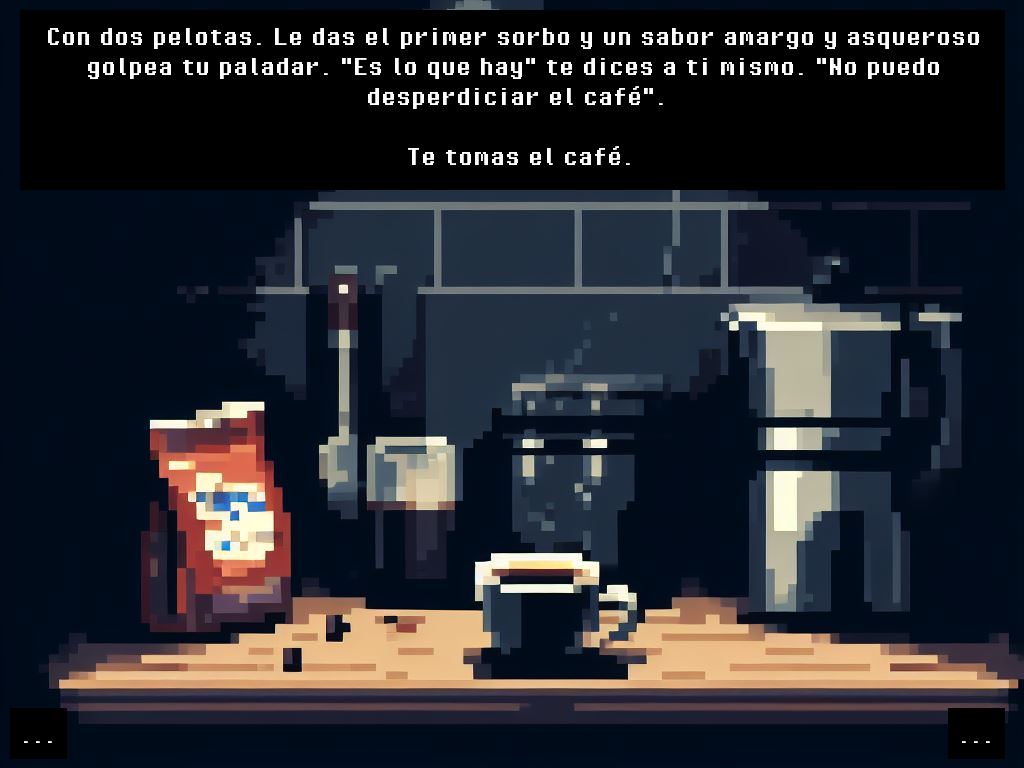 Con dos pelotas. Le das el primer sorbo y un sabor amargo y asqueroso
golpea tu paladar. "Es lo que hay" te dices a ti mismo. "No puedo
desperdiciar el café".
Te tomas el café.
...
...